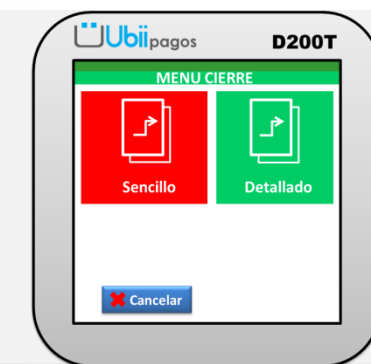 Ubiipagos
D200T
MENU CIERRE
Sencillo
Detallado
Cancelar